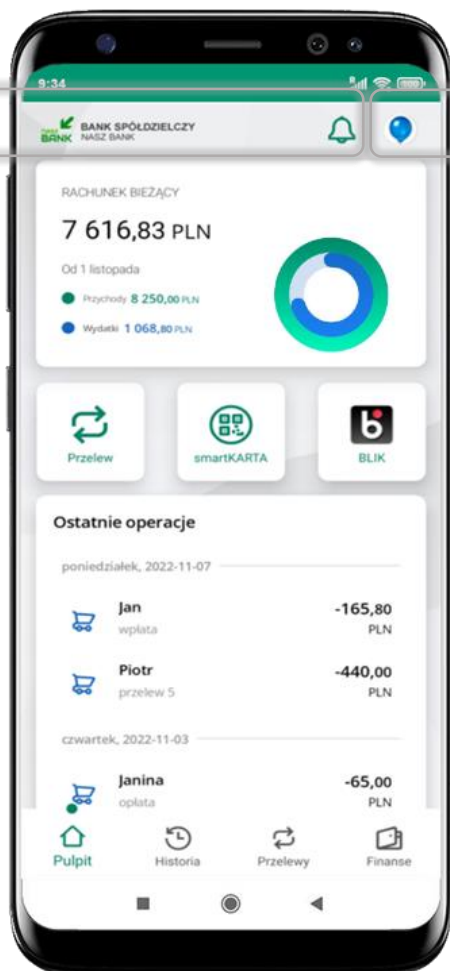 9:34
NASZ BANK
BANK SPÓŁDZIELCZY
NASZ BANK
RACHUNEK BIEŻĄCY
7 616,83 PLN
Od 1 listopada
Przychody 8 250,00 PLN
Wydatki 1 068,80 PLN
Przelew
smartKARTA
BLIK
Ostatnie operacje
poniedziałek, 2022-11-07
Jan -165,80
wpłata PLN
Piotr -440,00
przelew 5 PLN
czwartek, 2022-11-03
Janina -65,00
opłata PLN
Pulpit Historia Przelewy Finanse